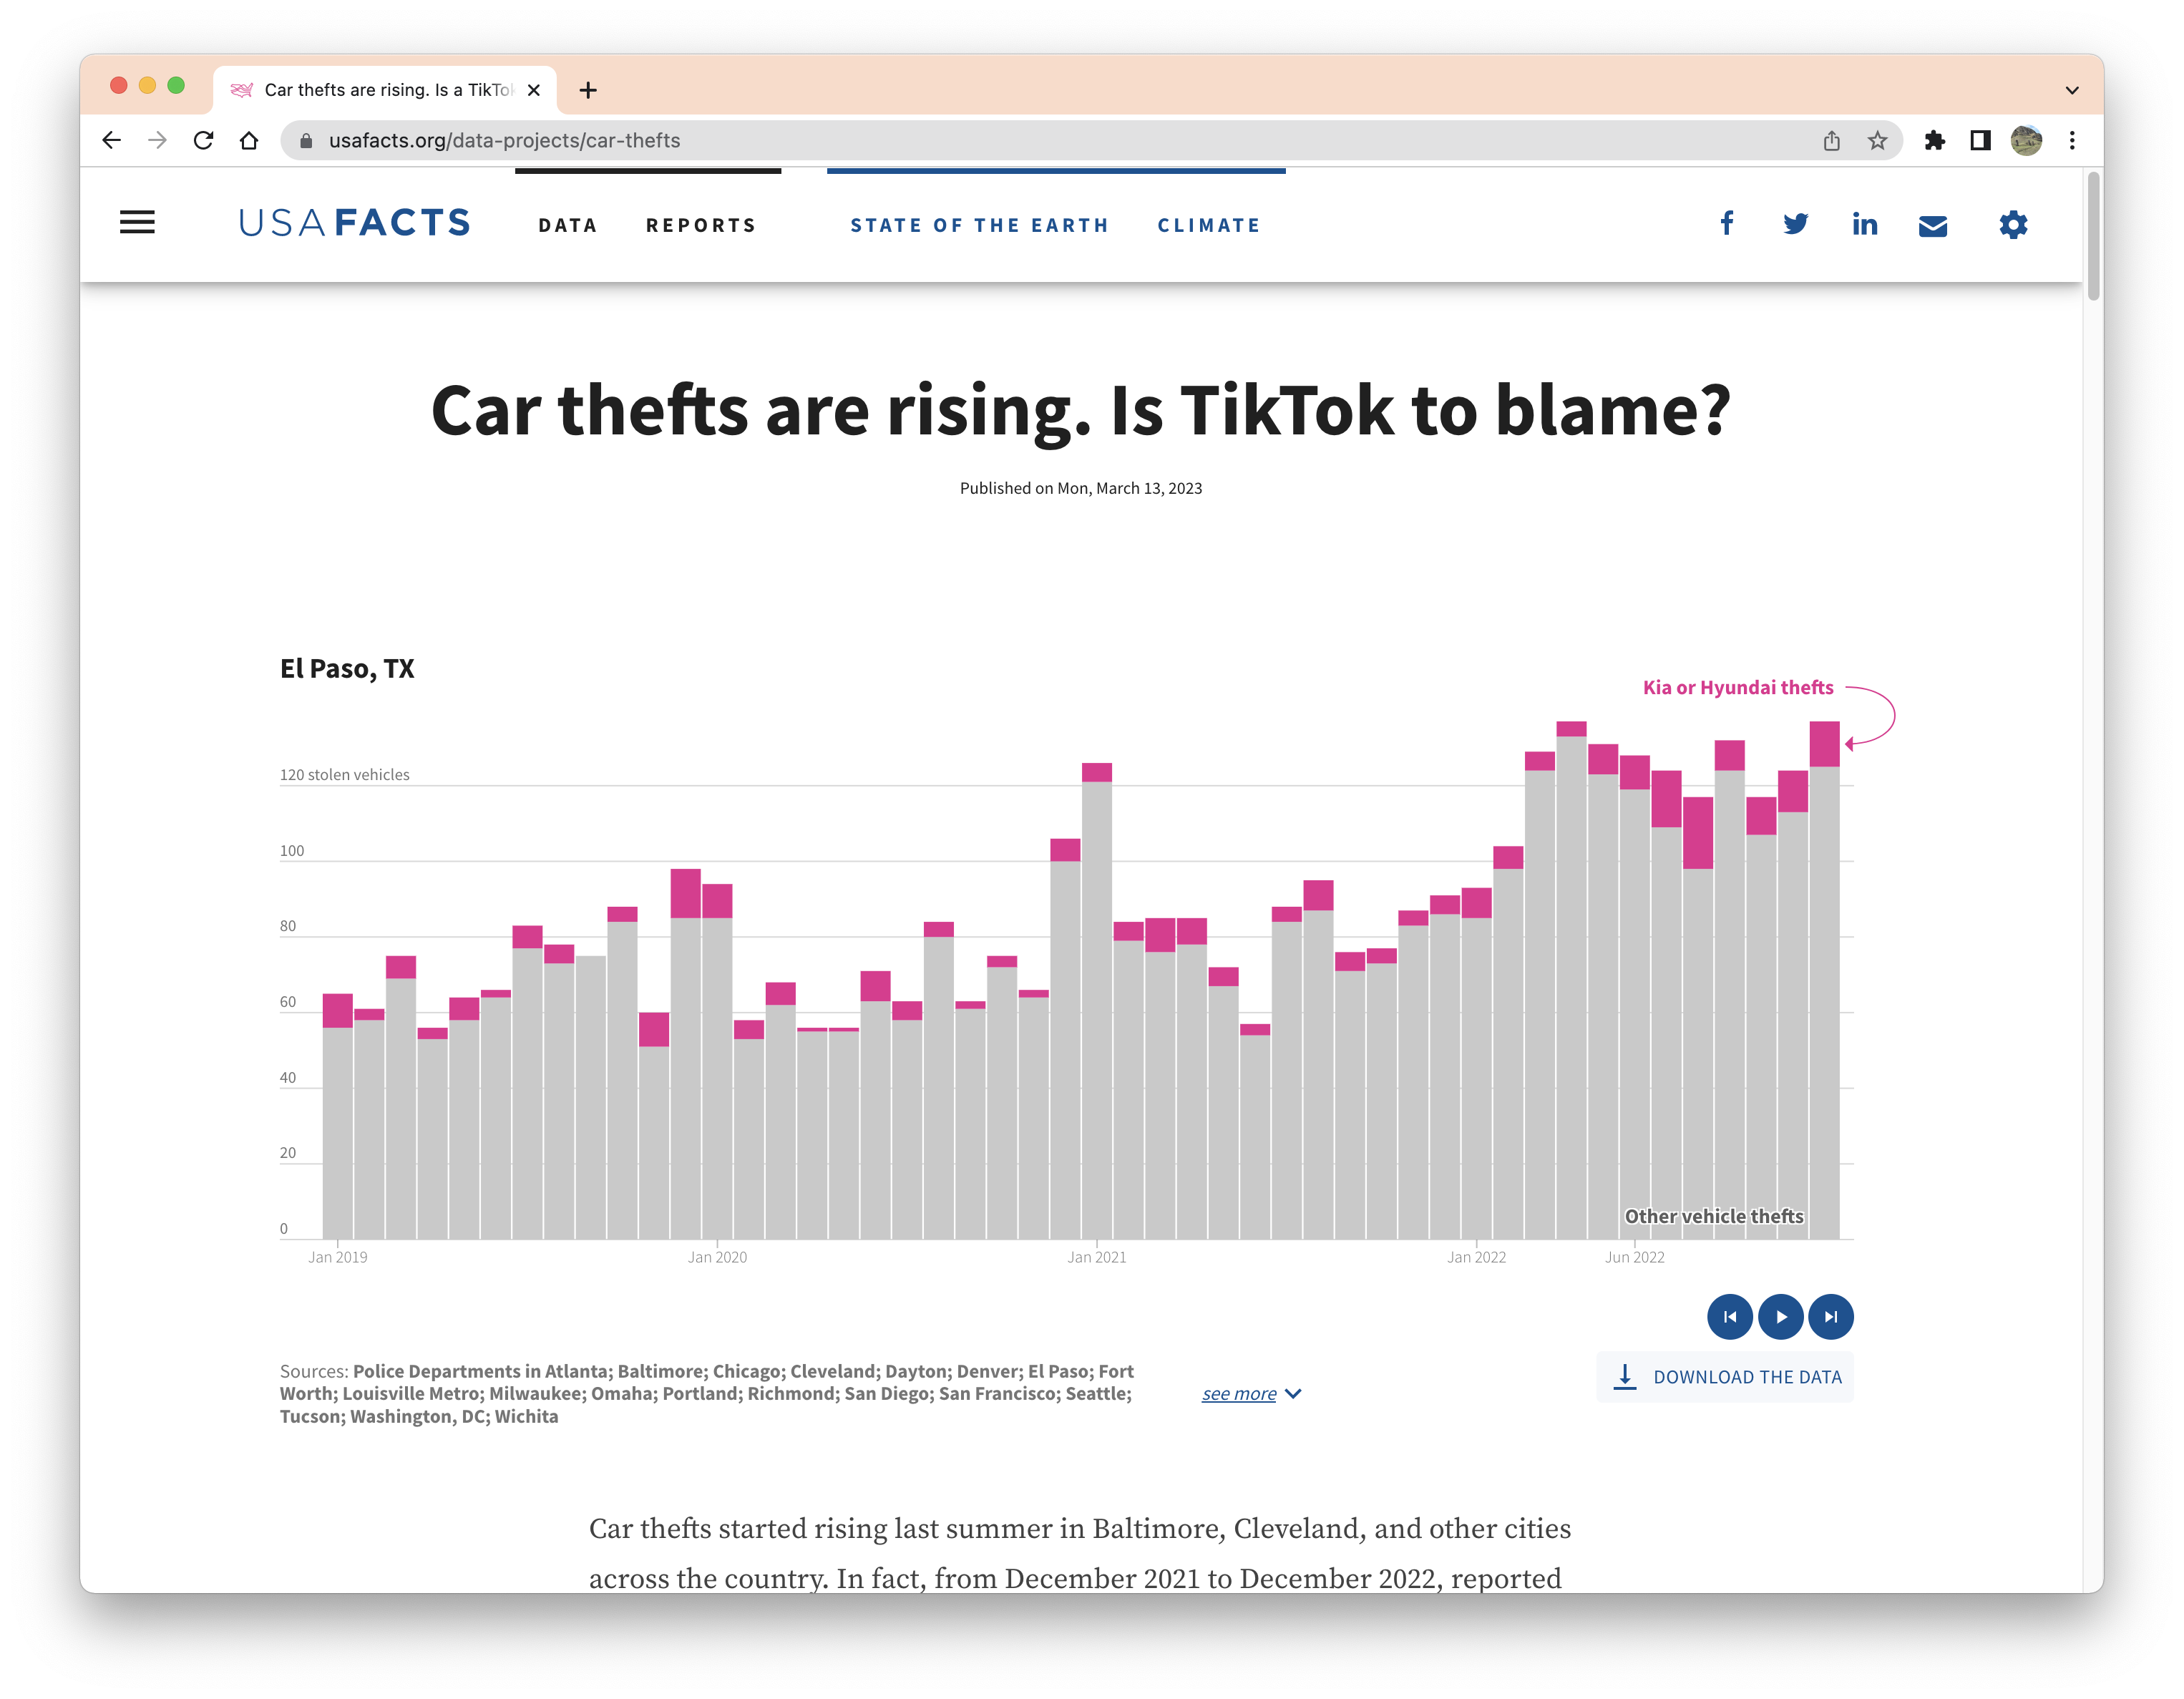 Car thefts are rising. Is a TikTo
usafacts.org/data-projects/car-thefts
USAFACTS
DATA REPORTS STATE OF THE EARTH CLIMATE
Car thefts are rising. Is TikTok to blame?
Published on Mon, March 13, 2023
El Paso, TX
Kia or Hyundai thefts
120 stolen vehicles
100
80
60
40
20
Other vehicle thefts
0
Jan 2019 Jan 2020 Jan 2021 Jan 2022 Jun 2022
Sources: Police Departments in Atlanta; Baltimore; Chicago; Cleveland; Dayton; Denver; El Paso; Fort
Worth; Louisville Metro; Milwaukee; Omaha; Portland; Richmond; San Diego; San Francisco; Seattle;
Tucson; Washington, DC; Wichita
see more
DOWNLOAD THE DATA
Car thefts started rising last summer in Baltimore, Cleveland, and other cities
across the country. In fact, from December 2021 to December 2022, reported